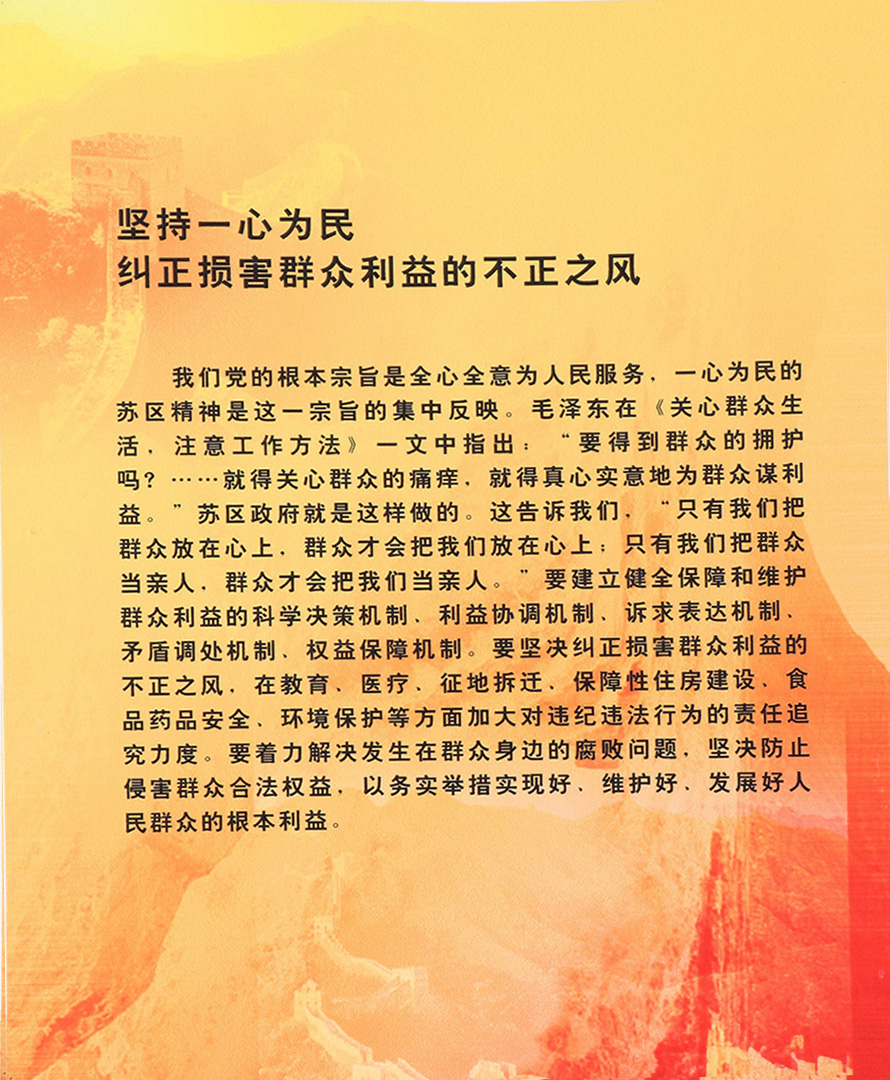 坚持一心为民
纠正损害群众利益的不正之风
我们党的根本宗旨是全心全意为人民服务，一心为民的
苏区精神是这一宗旨的集中反映。毛泽东在《关心群众生
活，注意工作方法》一文中指出：“要得到群众的拥护
吗？……就得关心群众的痛痒，就得真心实意地为群众谋利
益。”苏区政府就是这样做的。这告诉我们，“只有我们把
群众放在心上，群众才会把我们放在心上；只有我们把群众
当亲人，群众才会把我们当亲人。”要建立健全保障和维护
群众利益的科学决策机制、利益协调机制、诉求表达机制、
矛盾调处机制、权益保障机制。要坚决纠正损害群众利益的
不正之风，在教育、医疗、征地拆迁、保障性住房建设、食
品药品安全、环境保护等方面加大对违纪违法行为的责任追
究力度。要着力解决发生在群众身边的腐败问题，坚决防止
侵害群众合法权益，以务实举措实现好、维护好、发展好人
民群众的根本利益。